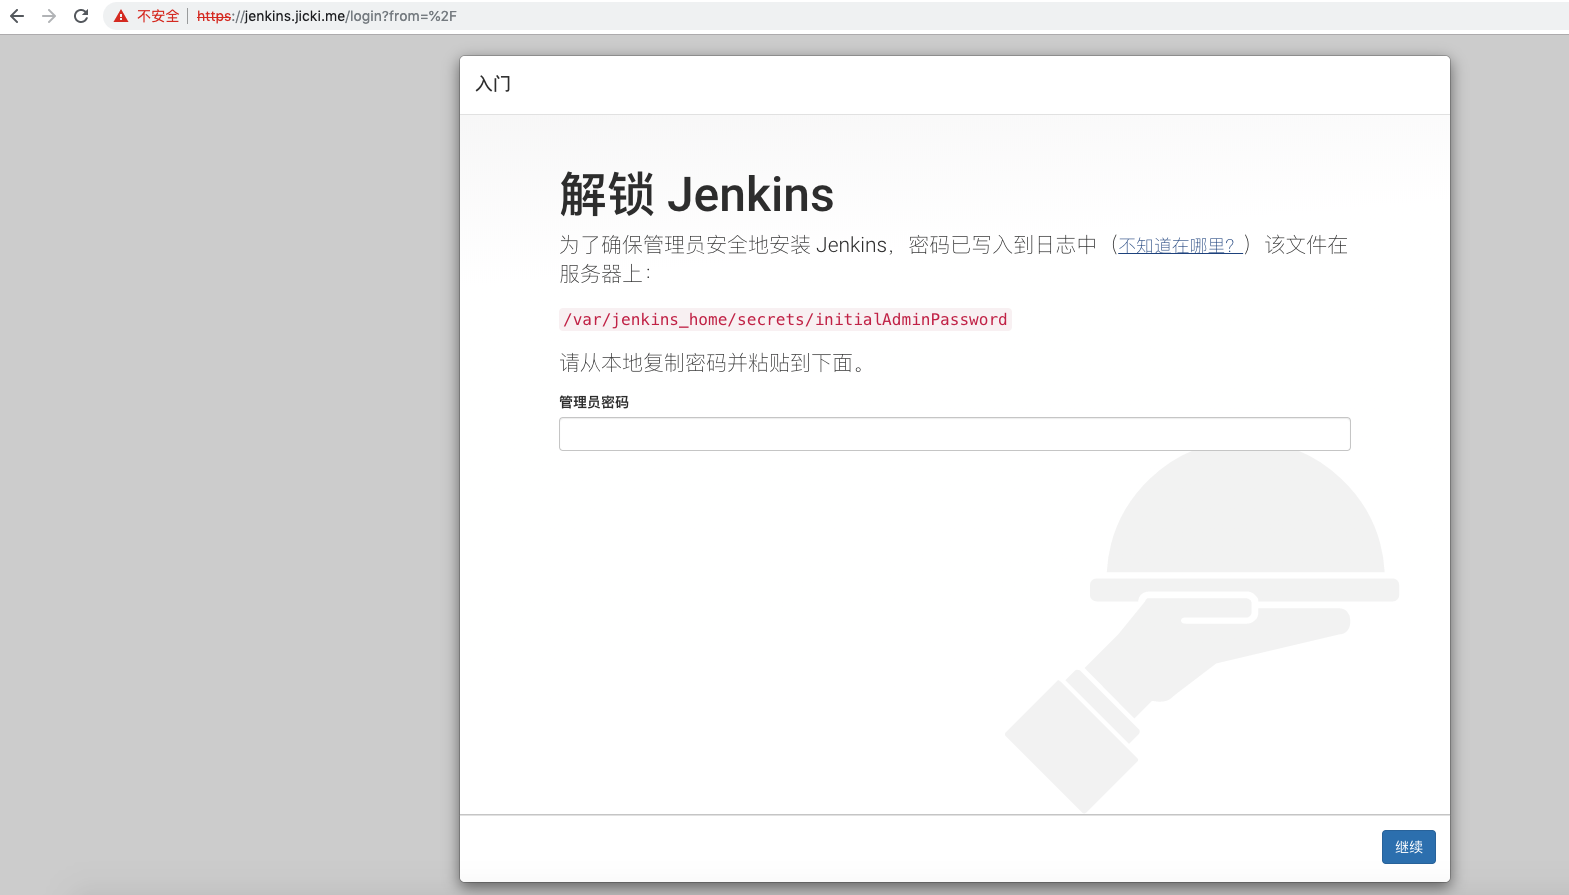 不安全 | https://jenkins.jicki.me/login?from=%2F
入门
解锁 Jenkins
为了确保管理员安全地安装 Jenkins，密码已写入到日志中（不知道在哪里？）该文件在
服务器上：
/var/jenkins_home/secrets/initialAdminPassword
请从本地复制密码并粘贴到下面。
管理员密码
继续